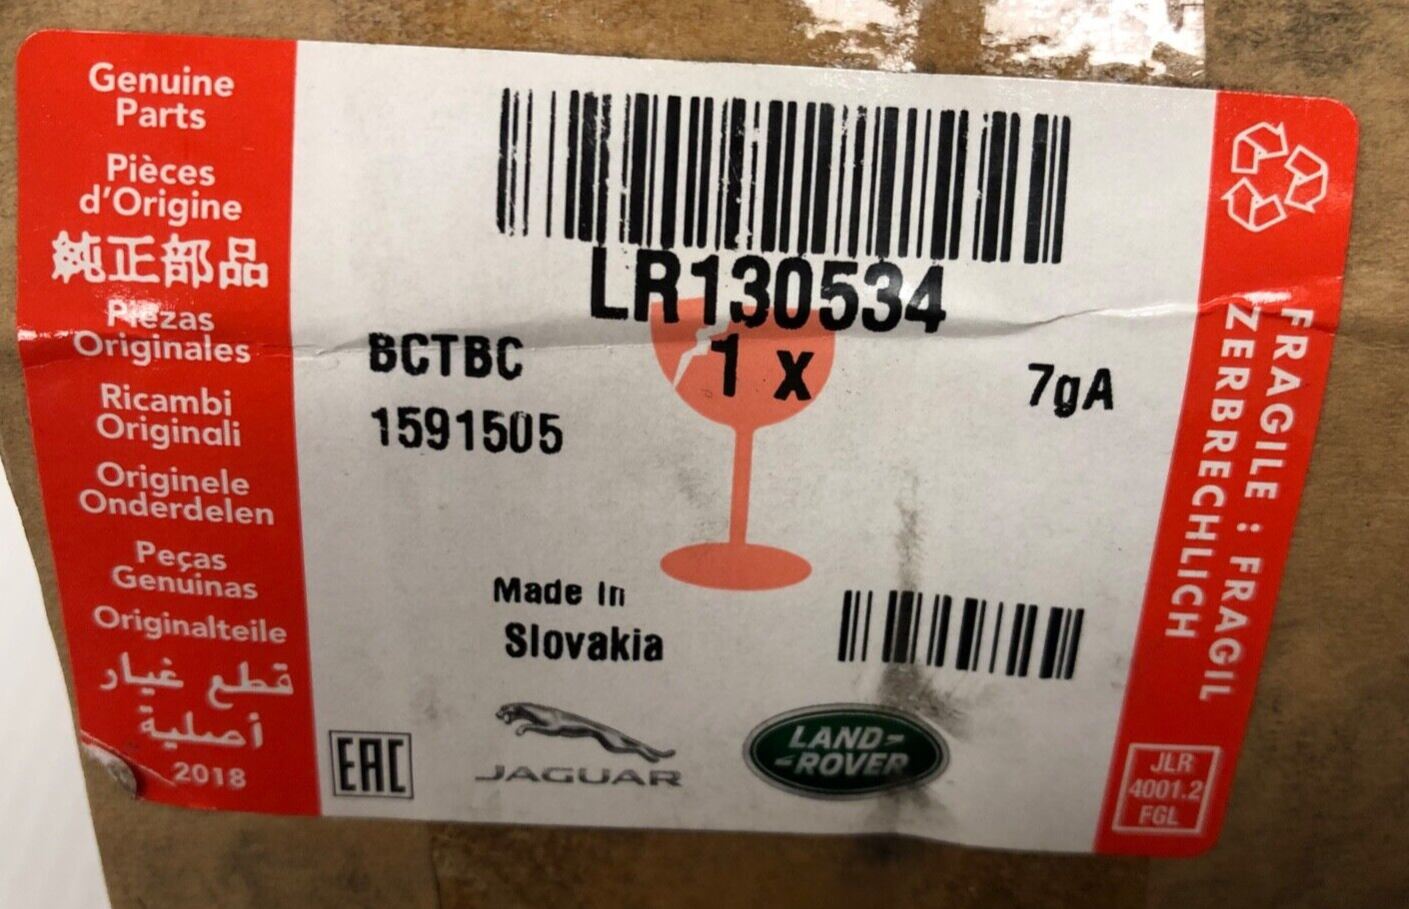 Genuine
Parts
Pièces
d'Origine
純正部品
Piezas
Originales
Ricambi
Originali
Originele
Onderdelen
Peças
Genuinas
Originalteile
قطع غيار
أصلية
2018
LR130534
BCTBC
1 x
7gA
1591505
Made In
Slovakia
EAC
JAGUAR
LAND-
-ROVER
FRAGILE : FRAGIL
ZERBRECHLICH
JLR
4001.2
FGL